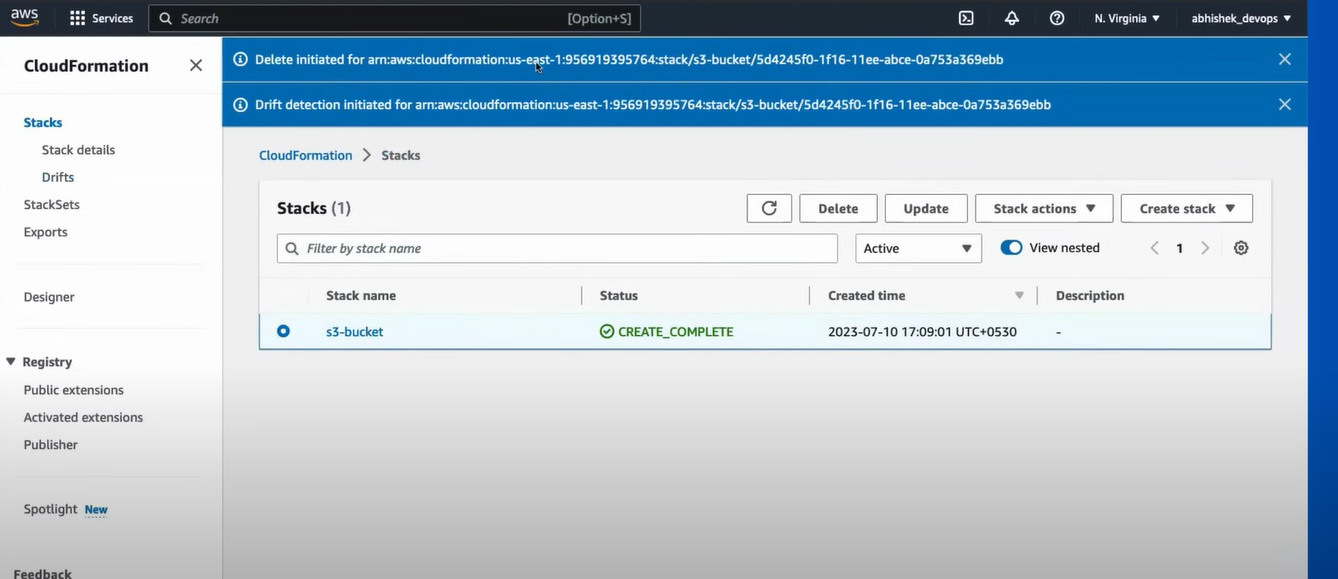 aws
Services
Search
[Option+S]
N. Virginia
abhishek_devops
CloudFormation
Stacks
Stack details
Drifts
StackSets
Exports
Designer
Registry
Public extensions
Activated extensions
Publisher
Spotlight New
Feedback
Delete initiated for arn:aws:cloudformation:us-east-1:956919395764:stack/s3-bucket/5d4245f0-1f16-11ee-abce-0a753a369ebb
Drift detection initiated for arn:aws:cloudformation:us-east-1:956919395764:stack/s3-bucket/5d4245f0-1f16-11ee-abce-0a753a369ebb
CloudFormation > Stacks
Stacks (1)
Delete
Update
Stack actions
Create stack
Filter by stack name
Active
View nested
1
Stack name Status Created time Description
s3-bucket CREATE_COMPLETE 2023-07-10 17:09:01 UTC+0530 -